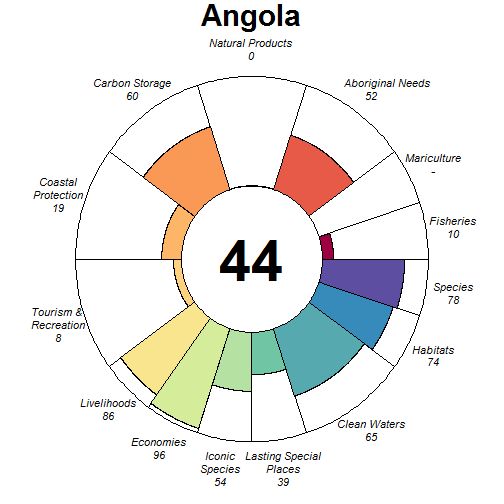 Angola
Natural Products
0
Carbon Storage
60
Aboriginal Needs
52
Mariculture
-
Coastal
Protection
19
Fisheries
10
44
Species
78
Tourism &
Recreation
8
Habitats
74
Livelihoods
86
Clean Waters
65
Economies
96
Iconic
Species
54
Lasting Special
Places
39